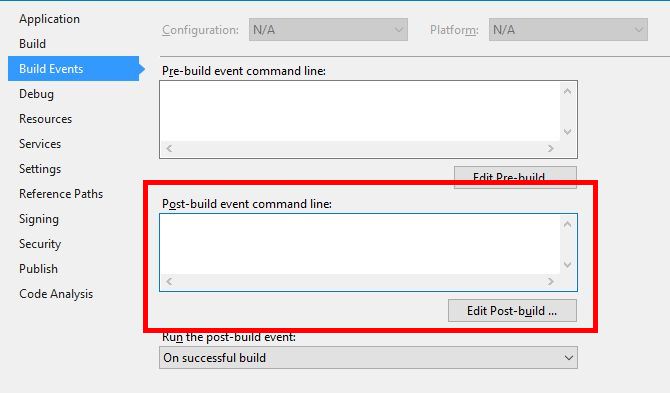 Application
Build
Build Events
Debug
Resources
Services
Settings
Reference Paths
Signing
Security
Publish
Code Analysis
Configuration: N/A Platform: N/A
Pre-build event command line:
Edit Pre-build ...
Post-build event command line:
Edit Post-build ...
Run the post-build event:
On successful build